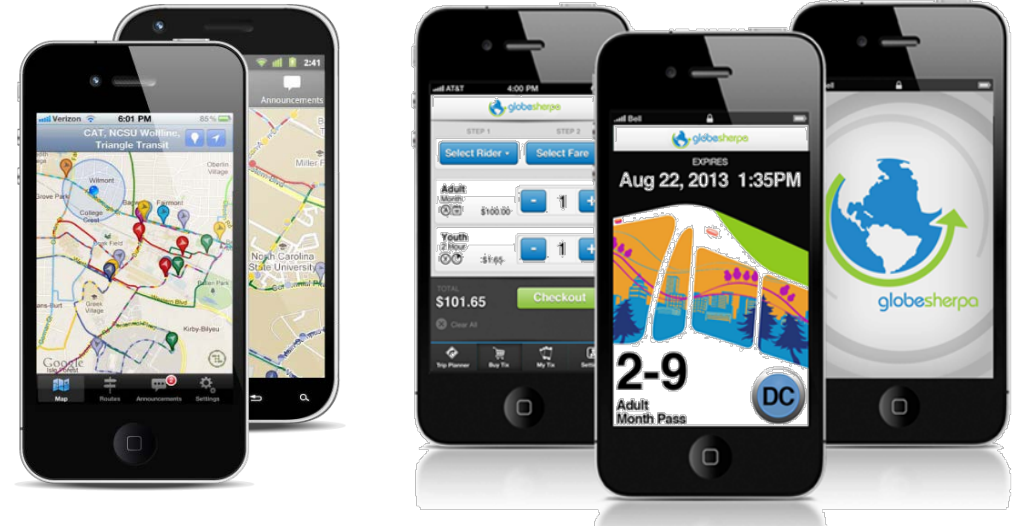 2:41
Announcements
Miller F
North Carolina
State University
Verizon 6:01 PM 85%
CAT, NCSU Wolfline,
Triangle Transit
Oberlin
Village
Wilmont
Fairmont
Grove Park
College
Crest
Field
Greek
Village
Kirby-Bilyeu
Google
Map Routes Announcements Settings
AT&T 4:00 PM
globesherpa
STEP 1 STEP 2
Select Rider Select Fare
Adult
Month
$100.00
- 1 +
Youth
2 Hour
Y
$1.65
- 1 +
TOTAL
$101.65
Checkout
Clear All
Trip Planner Buy Tix My Tix
Bell
globesherpa
EXPIRES
Aug 22, 2013 1:35PM
2-9
DC
Adult
Month Pass
globesherpa